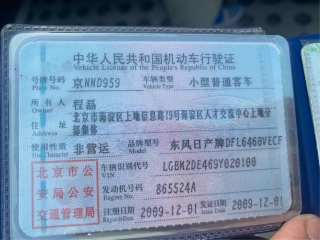 中华人民共和国机动车行驶证
Vehicle License of the People's Republic of China
号牌号码 京NND959 车辆类型 小型普通客车
Plate No. Vehicle Type
所有人 程磊
Owner
住址 北京市海淀区上地信息路19号海淀区人才交流中心上地分部集体
Address
使用性质 非营运 品牌型号 东风日产牌DFL6460VECF
Use Character Model
北京市公安局交通管理局
车辆识别代号 LGBM2DE469Y020108
VIN
发动机号码 865524A
Engine No.
注册日期 2009-12-01 发证日期 2009-12-01
Register Date Issue Date